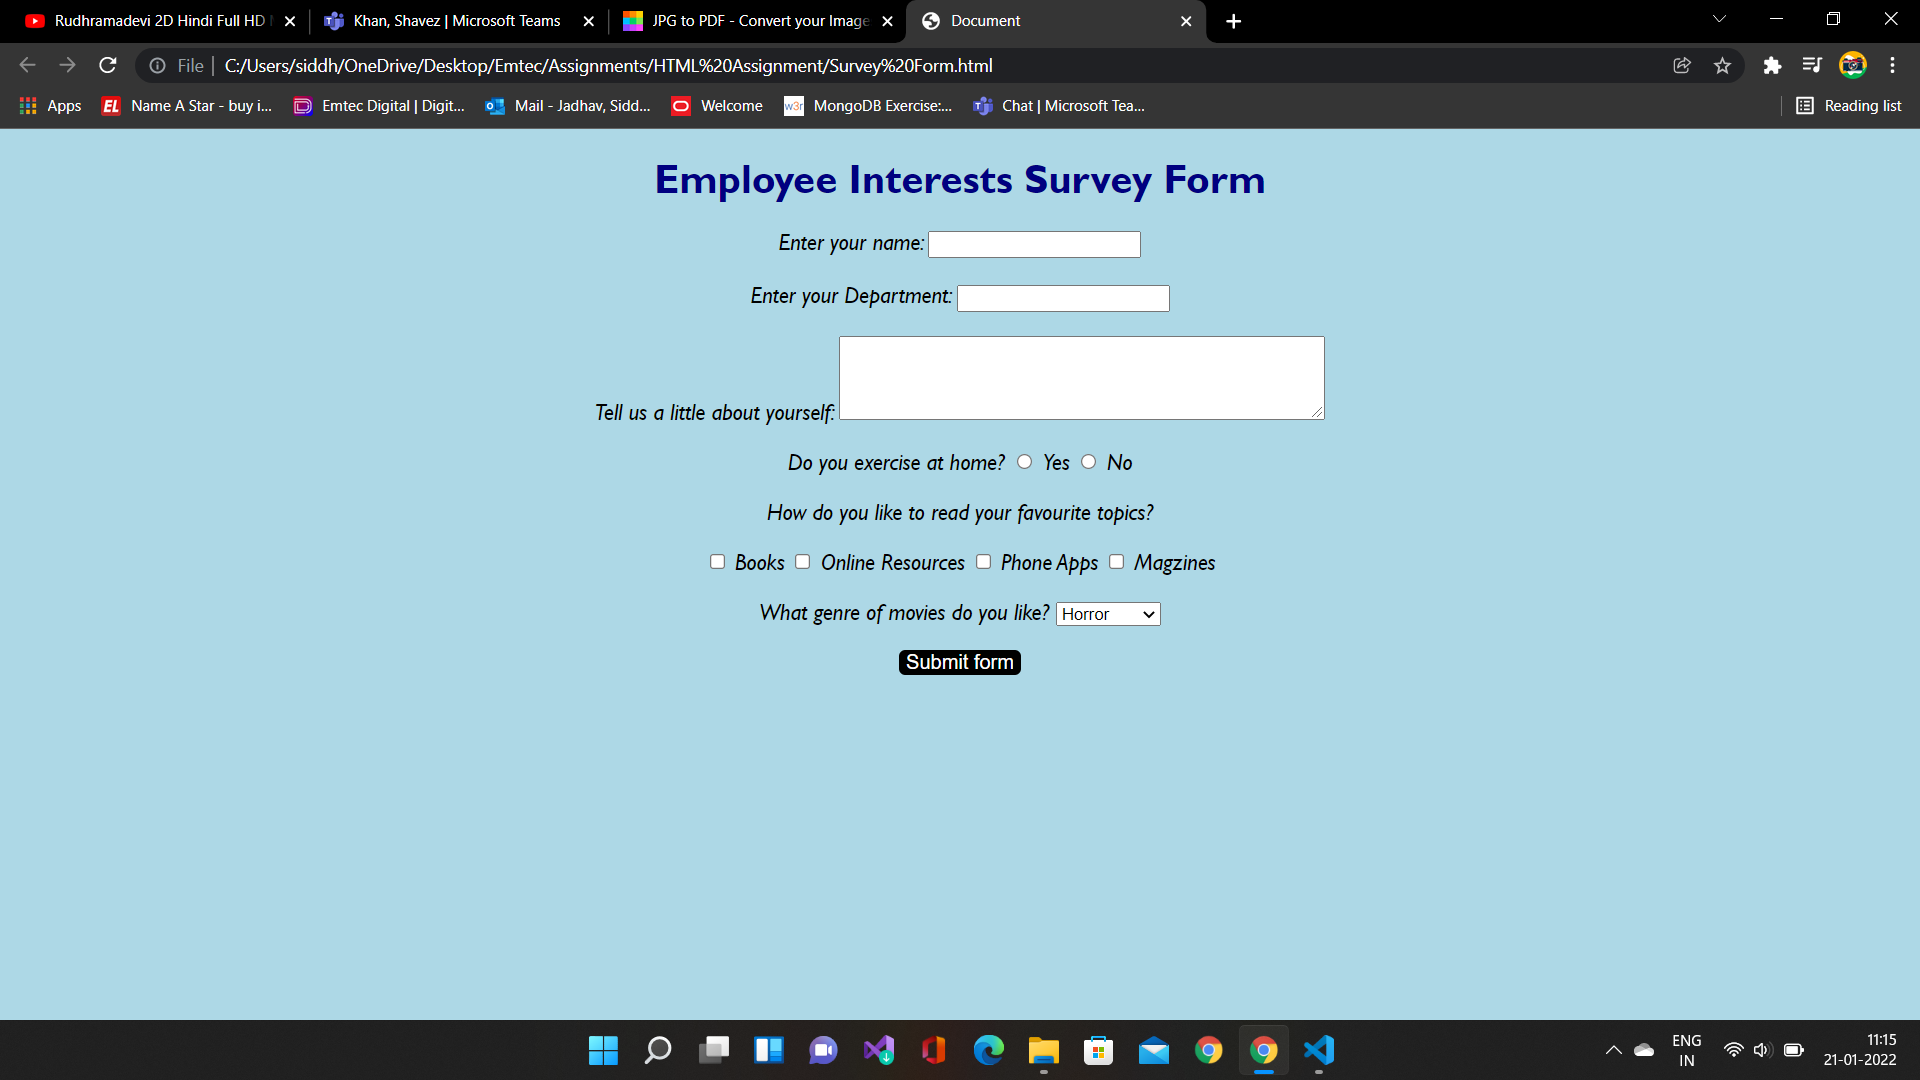 Rudhramadevi 2D Hindi Full HD
Khan, Shavez | Microsoft Teams
JPG to PDF - Convert your Image
Document
File
C:/Users/siddh/OneDrive/Desktop/Emtec/Assignments/HTML%20Assignment/Survey%20Form.html
Apps
EL
Name A Star - buy i...
Emtec Digital | Digit...
Mail - Jadhav, Sidd...
Welcome
w3r
MongoDB Exercise:...
Chat | Microsoft Tea...
Reading list
Employee Interests Survey Form
Enter your name:
Enter your Department:
Tell us a little about yourself:
Do you exercise at home? Yes No
How do you like to read your favourite topics?
Books Online Resources Phone Apps Magzines
What genre of movies do you like? Horror
Submit form
ENG
IN
11:15
21-01-2022